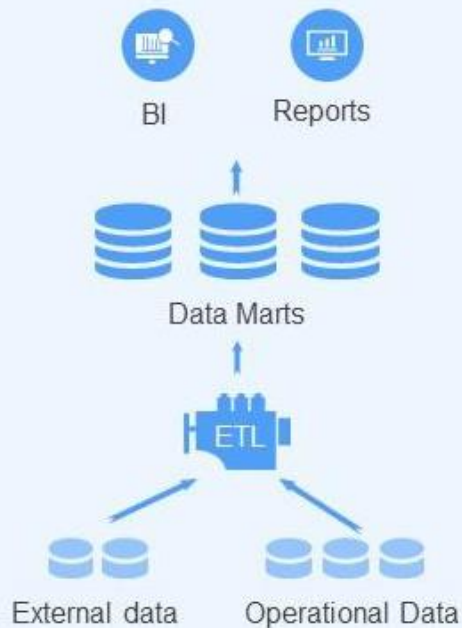 BI
Reports
Data Marts
ETL
External data
Operational Data